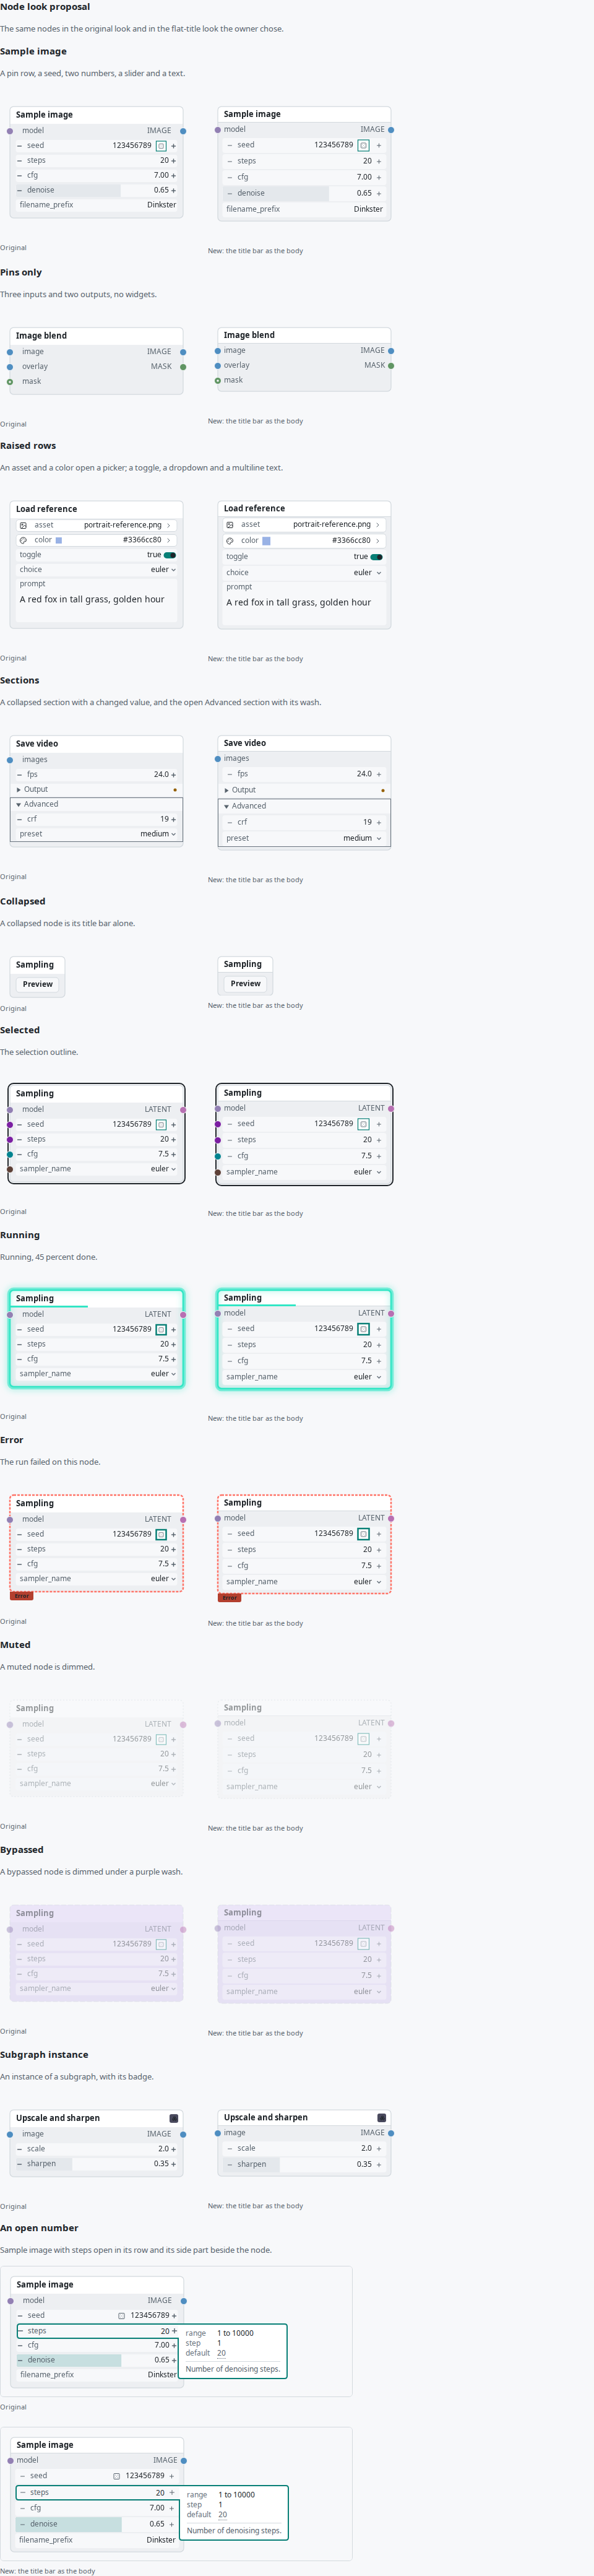 Node look proposal
The same nodes in the original look and in the flat-title look the owner chose.
Sample image
A pin row, a seed, two numbers, a slider and a text.
Sample image
model IMAGE
seed 123456789
steps 20
cfg 7.00
denoise 0.65
filename_prefix Dinkster
Original
Sample image
model IMAGE
seed 123456789
steps 20
cfg 7.00
denoise 0.65
filename_prefix Dinkster
New: the title bar as the body
Pins only
Three inputs and two outputs, no widgets.
Image blend
image IMAGE
overlay MASK
mask
Original
Image blend
image IMAGE
overlay MASK
mask
New: the title bar as the body
Raised rows
An asset and a color open a picker; a toggle, a dropdown and a multiline text.
Load reference
asset portrait-reference.png
color #3366cc80
toggle true
choice euler
prompt
A red fox in tall grass, golden hour
Original
Load reference
asset portrait-reference.png
color #3366cc80
toggle true
choice euler
prompt
A red fox in tall grass, golden hour
New: the title bar as the body
Sections
A collapsed section with a changed value, and the open Advanced section with its wash.
Save video
images
fps 24.0
Output
Advanced
crf 19
preset medium
Original
Save video
images
fps 24.0
Output
Advanced
crf 19
preset medium
New: the title bar as the body
Collapsed
A collapsed node is its title bar alone.
Sampling
Preview
Original
Sampling
Preview
New: the title bar as the body
Selected
The selection outline.
Sampling
model LATENT
seed 123456789
steps 20
cfg 7.5
sampler_name euler
Original
Sampling
model LATENT
seed 123456789
steps 20
cfg 7.5
sampler_name euler
New: the title bar as the body
Running
Running, 45 percent done.
Sampling
model LATENT
seed 123456789
steps 20
cfg 7.5
sampler_name euler
Original
Sampling
model LATENT
seed 123456789
steps 20
cfg 7.5
sampler_name euler
New: the title bar as the body
Error
The run failed on this node.
Sampling
model LATENT
seed 123456789
steps 20
cfg 7.5
sampler_name euler
Error
Original
Sampling
model LATENT
seed 123456789
steps 20
cfg 7.5
sampler_name euler
Error
New: the title bar as the body
Muted
A muted node is dimmed.
Sampling
model LATENT
seed 123456789
steps 20
cfg 7.5
sampler_name euler
Original
Sampling
model LATENT
seed 123456789
steps 20
cfg 7.5
sampler_name euler
New: the title bar as the body
Bypassed
A bypassed node is dimmed under a purple wash.
Sampling
model LATENT
seed 123456789
steps 20
cfg 7.5
sampler_name euler
Original
Sampling
model LATENT
seed 123456789
steps 20
cfg 7.5
sampler_name euler
New: the title bar as the body
Subgraph instance
An instance of a subgraph, with its badge.
Upscale and sharpen
image IMAGE
scale 2.0
sharpen 0.35
Original
Upscale and sharpen
image IMAGE
scale 2.0
sharpen 0.35
New: the title bar as the body
An open number
Sample image with steps open in its row and its side part beside the node.
Sample image
model IMAGE
seed 123456789
steps 20
cfg 7.00
denoise 0.65
filename_prefix Dinkster
range 1 to 10000
step 1
default 20
Number of denoising steps.
Original
Sample image
model IMAGE
seed 123456789
steps 20
cfg 7.00
denoise 0.65
filename_prefix Dinkster
range 1 to 10000
step 1
default 20
Number of denoising steps.
New: the title bar as the body